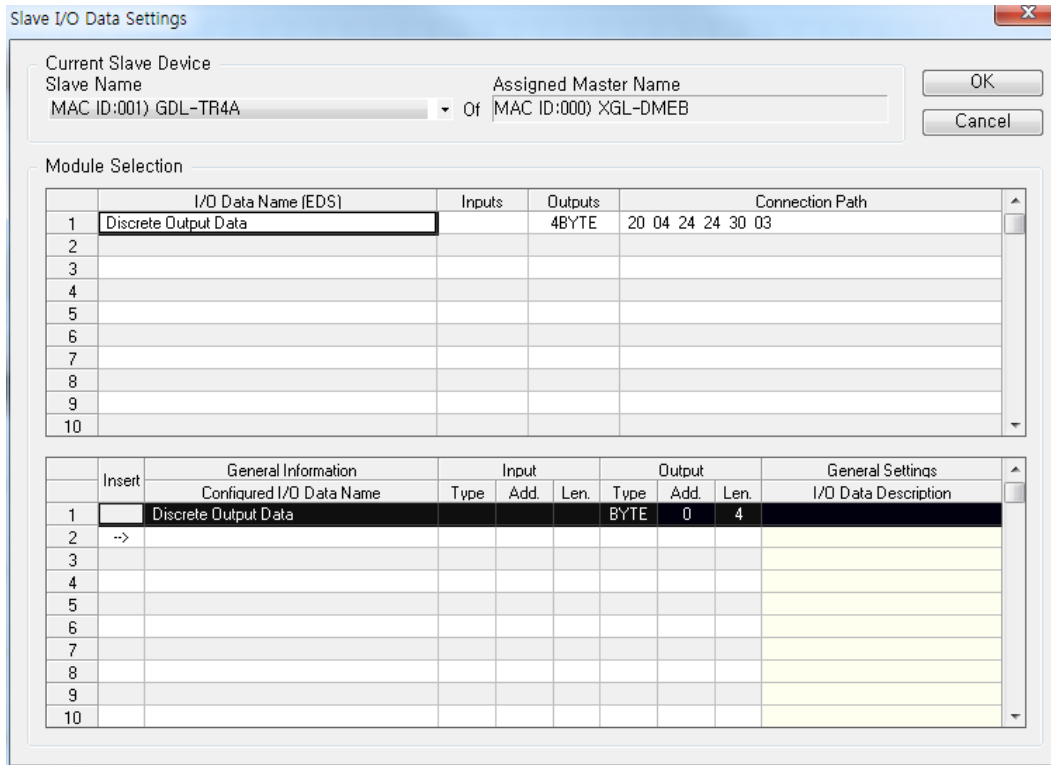 Slave I/O Data Settings
X
Current Slave Device
Slave Name
Assigned Master Name
MAC ID:001) GDL-TR4A
Of
MAC ID:000) XGL-DMEB
OK
Cancel
Module Selection
I/O Data Name (EDS) Inputs Outputs Connection Path
1 Discrete Output Data 4BYTE 20 04 24 24 30 03
2
3
4
5
6
7
8
9
10
Insert General Information Input Output General Settings
Configured I/O Data Name Type Add. Len. Type Add. Len. I/O Data Description
1 Discrete Output Data BYTE 0 4
2 -->
3
4
5
6
7
8
9
10